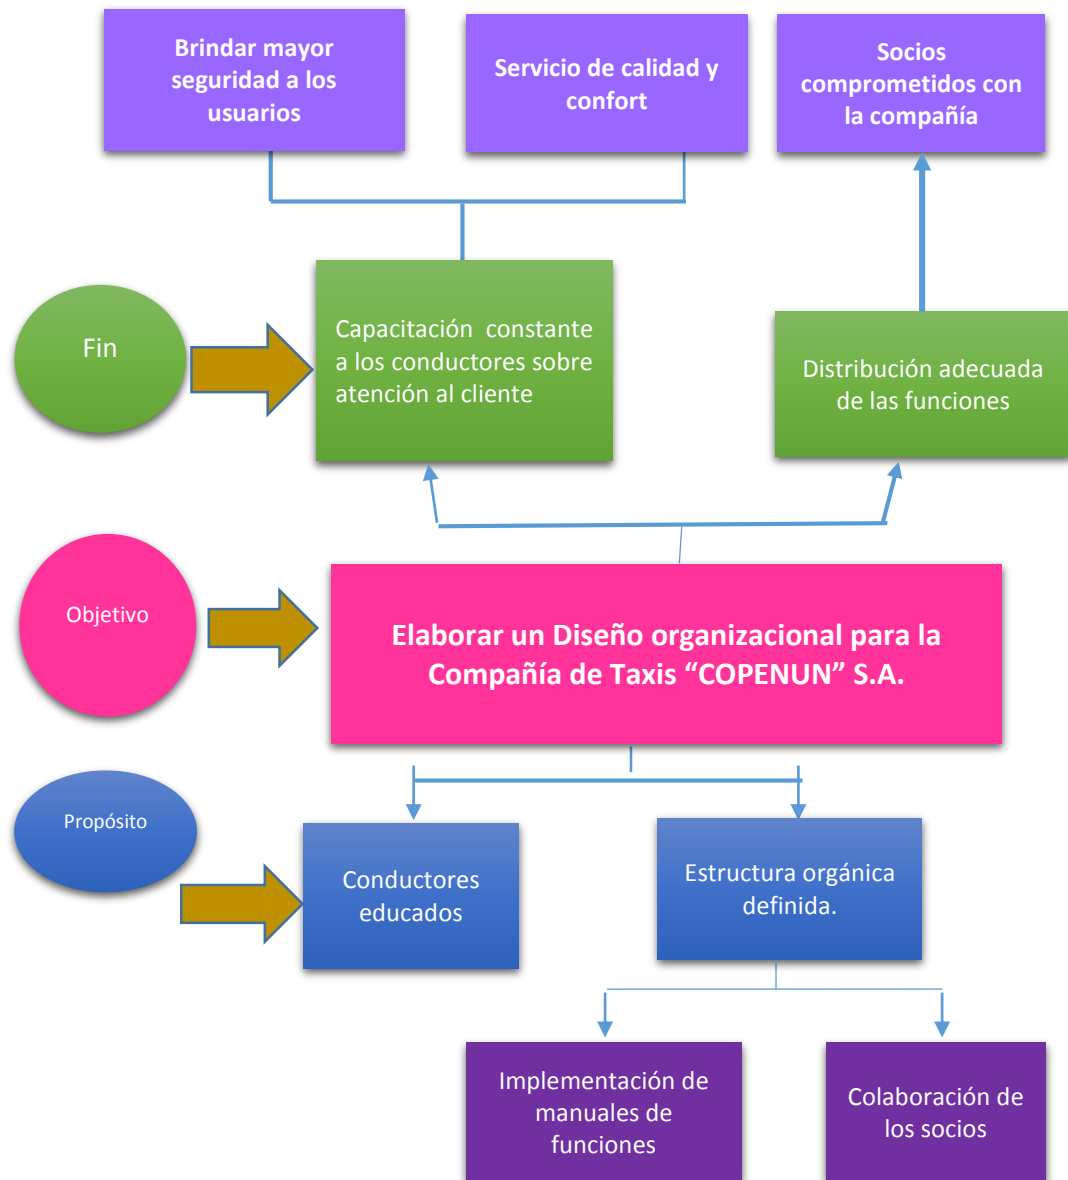 Brindar mayor
seguridad a los
usuarios
Servicio de calidad y
confort
Socios
comprometidos con
la compañía
Fin
Capacitación constante
a los conductores sobre
atención al cliente
Distribución adecuada
de las funciones
Objetivo
Elaborar un Diseño organizacional para la
Compañía de Taxis “COPENUN” S.A.
Propósito
Conductores
educados
Estructura orgánica
definida.
Implementación de
manuales de
funciones
Colaboración de
los socios